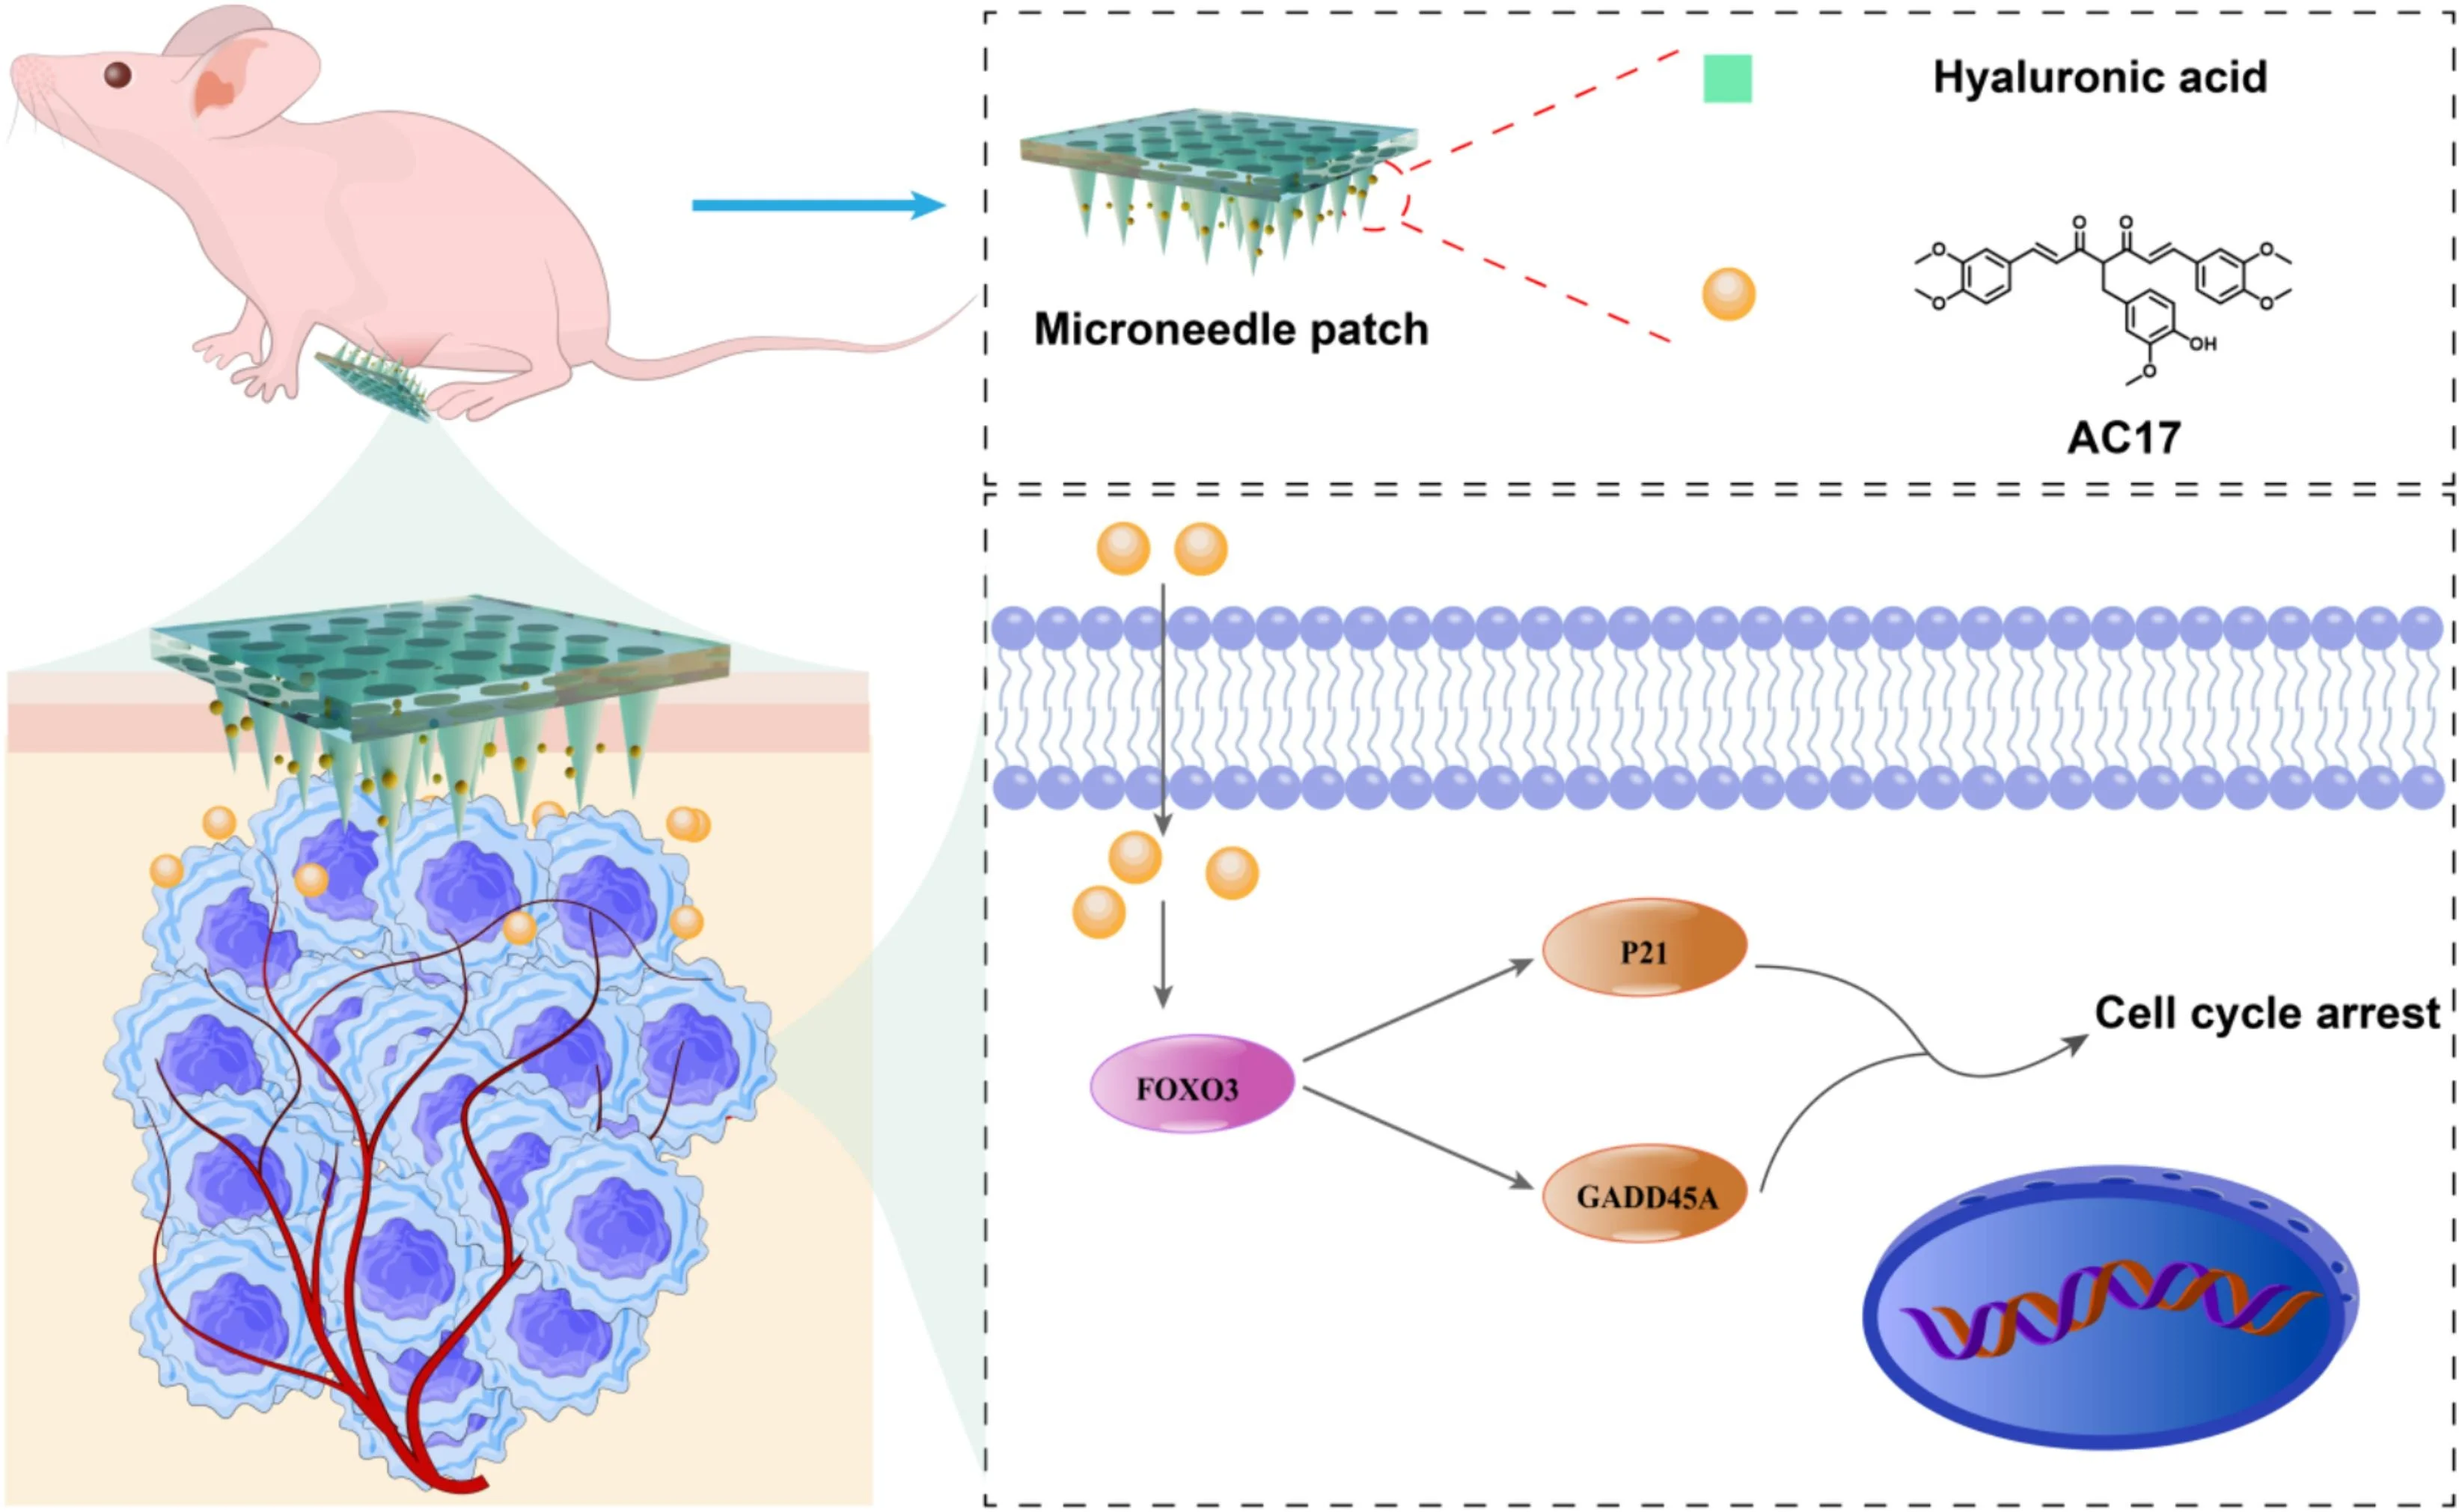 Hyaluronic acid
Microneedle patch
O
O
O
O
O
O
OH
O
AC17
P21
Cell cycle arrest
FOXO3
GADD45A